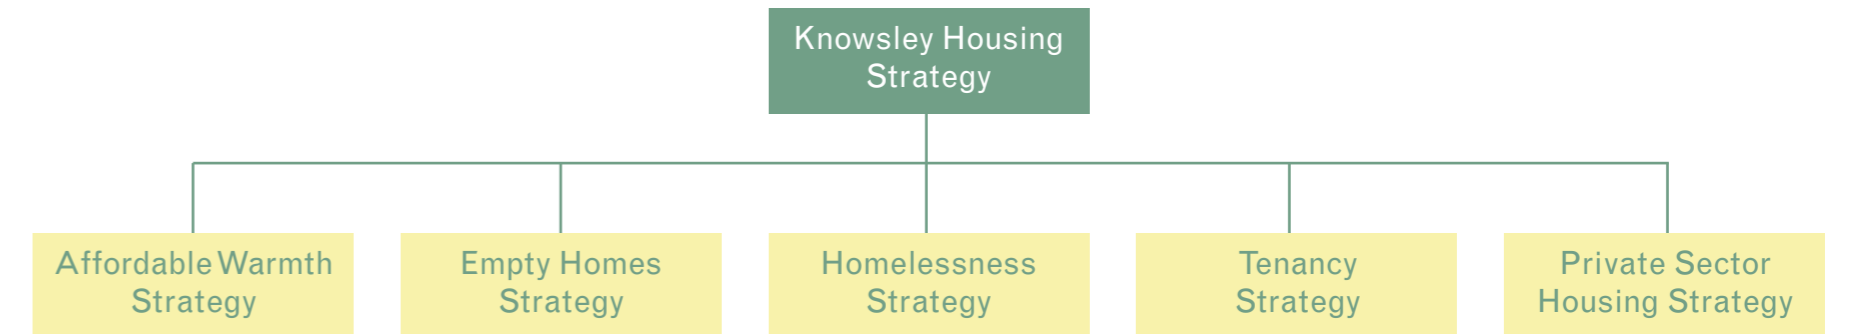 Knowsley Housing
Strategy
Affordable Warmth
Strategy
Empty Homes
Strategy
Homelessness
Strategy
Tenancy
Strategy
Private Sector
Housing Strategy